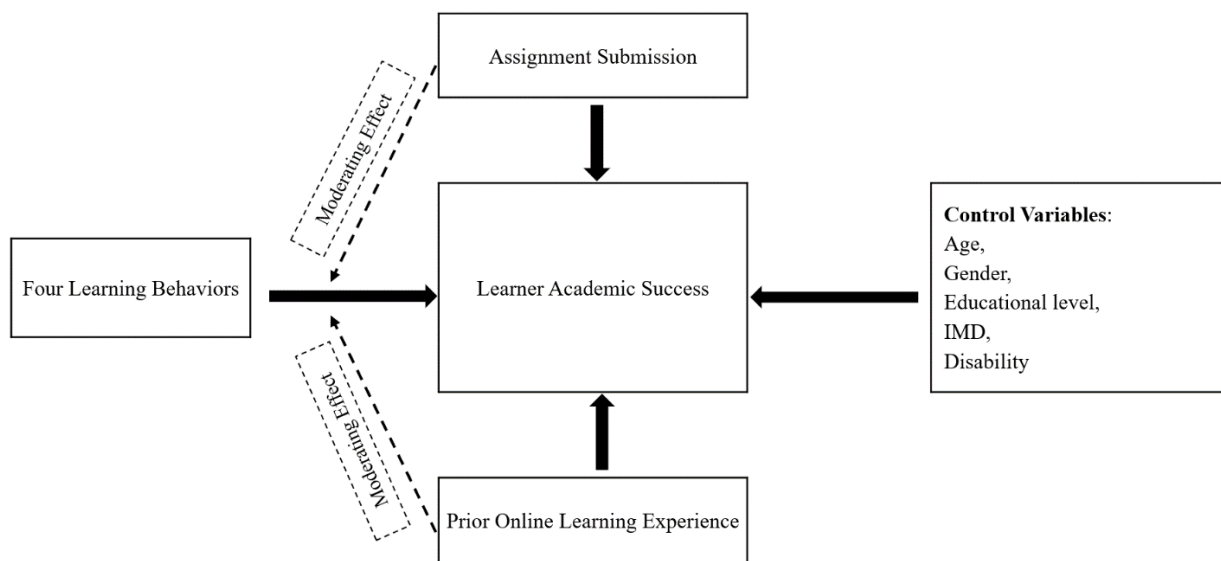 Assignment Submission
Moderating Effect
Four Learning Behaviors
Learner Academic Success
Control Variables:
Age,
Gender,
Educational level,
IMD,
Disability
Moderating Effect
Prior Online Learning Experience